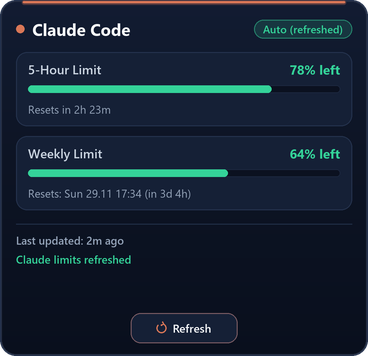 Claude Code
Auto (refreshed)
5-Hour Limit
78% left
Resets in 2h 23m
Weekly Limit
64% left
Resets: Sun 29.11 17:34 (in 3d 4h)
Last updated: 2m ago
Claude limits refreshed
Refresh